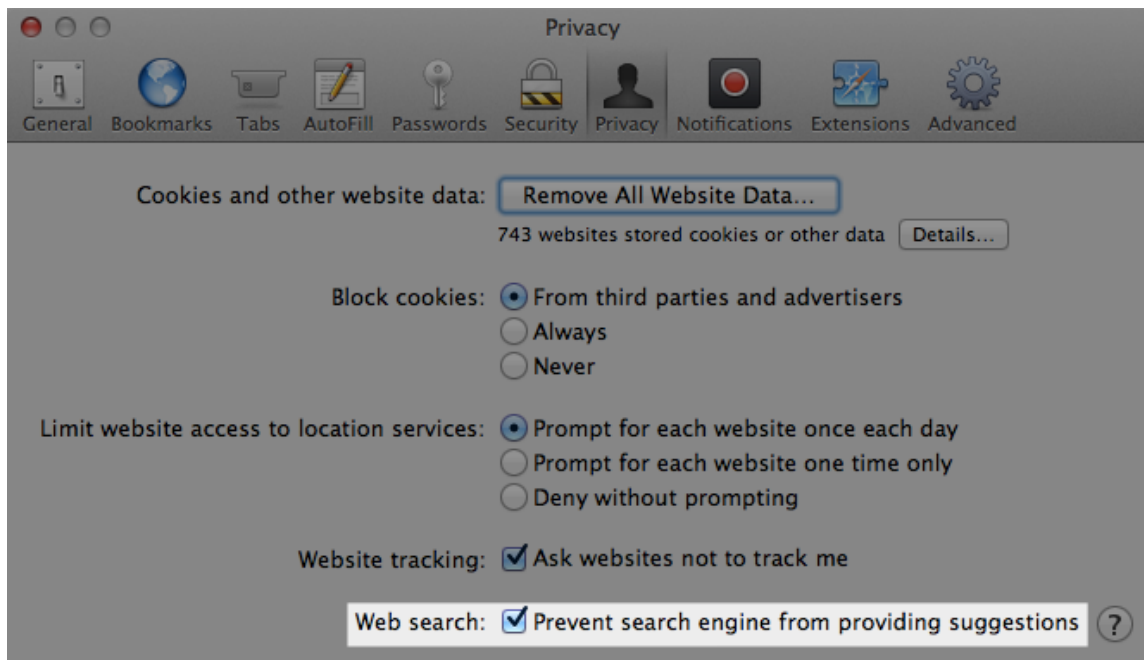 Privacy
General Bookmarks Tabs AutoFill Passwords Security Privacy Notifications Extensions Advanced
Cookies and other website data: Remove All Website Data...
743 websites stored cookies or other data Details...
Block cookies: From third parties and advertisers
Always
Never
Limit website access to location services: Prompt for each website once each day
Prompt for each website one time only
Deny without prompting
Website tracking: Ask websites not to track me
Web search: Prevent search engine from providing suggestions ?